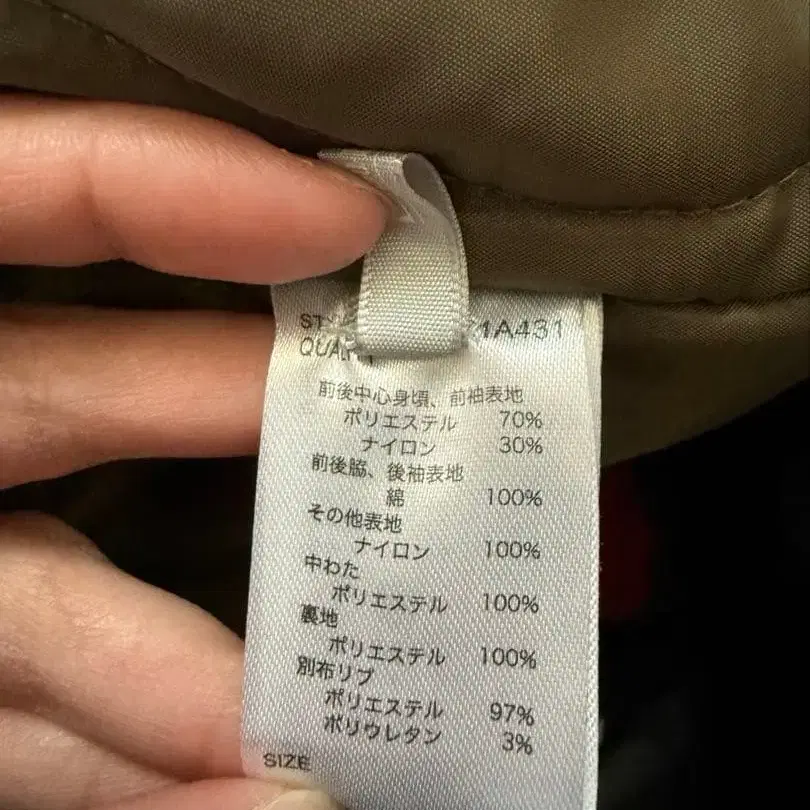 1A431
前後中心身頃、前袖表地
ポリエステル 70%
ナイロン 30%
前後脇、後袖表地
綿 100%
その他表地
ナイロン 100%
中わた
ポリエステル 100%
裏地
ポリエステル 100%
別布リブ
ポリエステル 97%
ポリウレタン 3%
SIZE